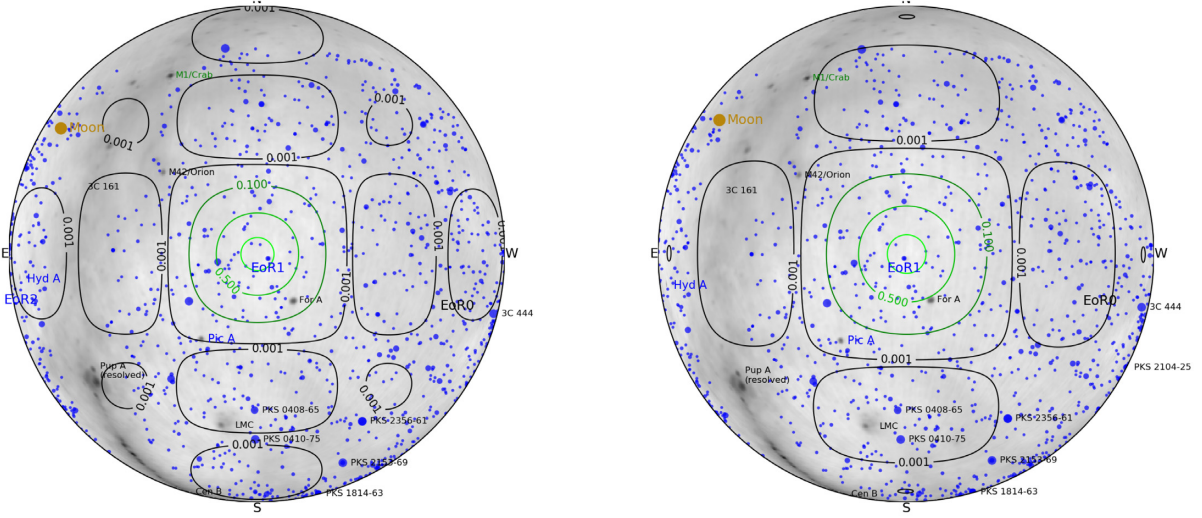 0.001
M1/Crab
Moon
0.001
0.001
0.001
M42/Orion
3C 161
0.100
0.001
0.001
0.001
E
W
EoR1
Hyd A
EoR2
0.500
0.001
EoR0
For A
3C 444
Pic A
0.001
Pup A
(resolved)
0.001
0.001
PKS 0408-65
LMC
PKS 2356-61
PKS 0410-75
0.001
PKS 2153-69
Cen B
PKS 1814-63
S
M1/Crab
Moon
0.001
M42/Orion
3C 161
0.100
E
W
EoR1
0.001
0.001
Hyd A
0.500
For A
EoR0
3C 444
Pic A
0.001
PKS 2104-25
Pup A
(resolved)
PKS 0408-65
LMC
PKS 2356-61
PKS 0410-75
0.001
PKS 2153-69
Cen B
PKS 1814-63
S